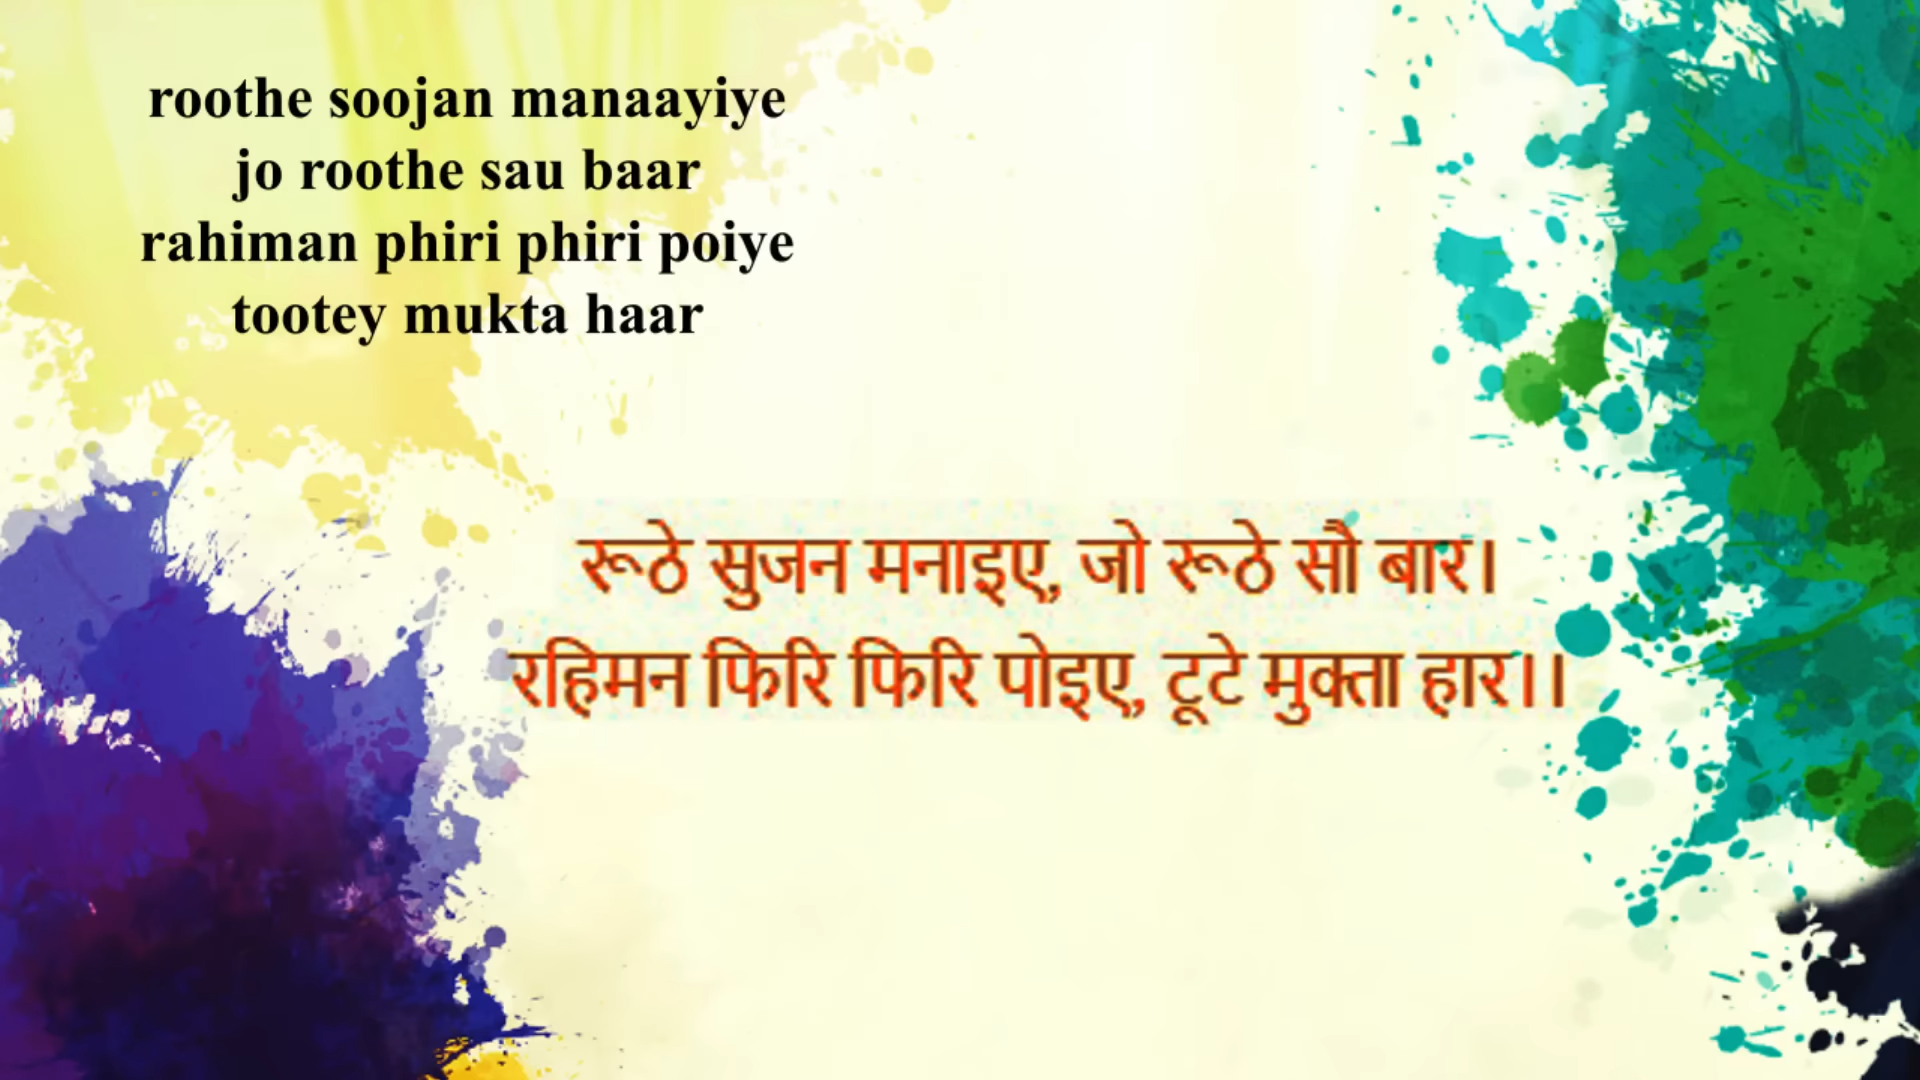 roothe soojan manaayiye
jo roothe sau baar
rahiman phiri phiri poiye
tootey mukta haar
रूठे सुजन मनाइए, जो रूठे सौ बार।
रहिमन फिरि फिरि पोइए, टूटे मुक्ता हार।।